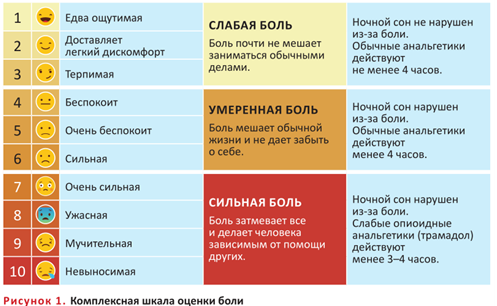 1
Едва ощутимая
2
Доставляет
легкий дискомфорт
3
Терпимая
СЛАБАЯ БОЛЬ
Боль почти не мешает
заниматься обычными
делами.
Ночной сон не нарушен
из-за боли.
Обычные анальгетики
действуют
не менее 4 часов.
4
Беспокоит
5
Очень беспокоит
6
Сильная
УМЕРЕННАЯ БОЛЬ
Боль мешает обычной
жизни и не дает забыть
о себе.
Ночной сон нарушен
из-за боли.
Обычные анальгетики
действуют
менее 4 часов.
7
Очень сильная
8
Ужасная
9
Мучительная
10
Невыносимая
СИЛЬНАЯ БОЛЬ
Боль затмевает все
и делает человека
зависимым от помощи
других.
Ночной сон нарушен
из-за боли.
Слабые опиоидные
анальгетики (трамадол)
действуют
менее 3–4 часов.
Рисунок 1. Комплексная шкала оценки боли